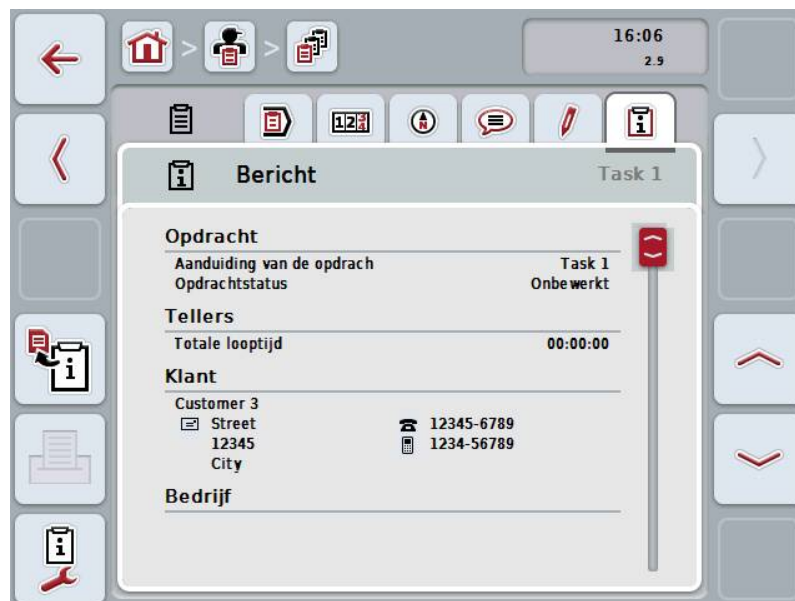 16:06
2.9
Bericht Task 1
Opdracht
Aanduiding van de opdrach Task 1
Opdrachtstatus Onbewerkt
Tellers
Totale looptijd 00:00:00
Klant
Customer 3
Street 12345-6789
12345 1234-56789
City
Bedrijf